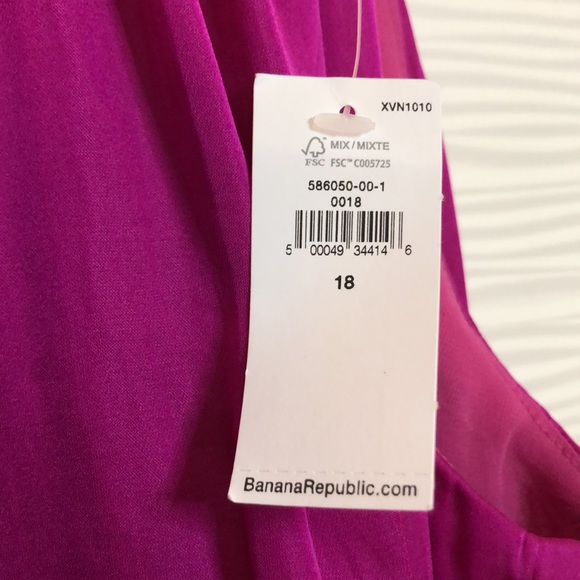 XVN1010
MIX / MIXTE
FSC FSC™ C005725
586050-00-1
0018
5 00049 34414 6
18
BananaRepublic.com